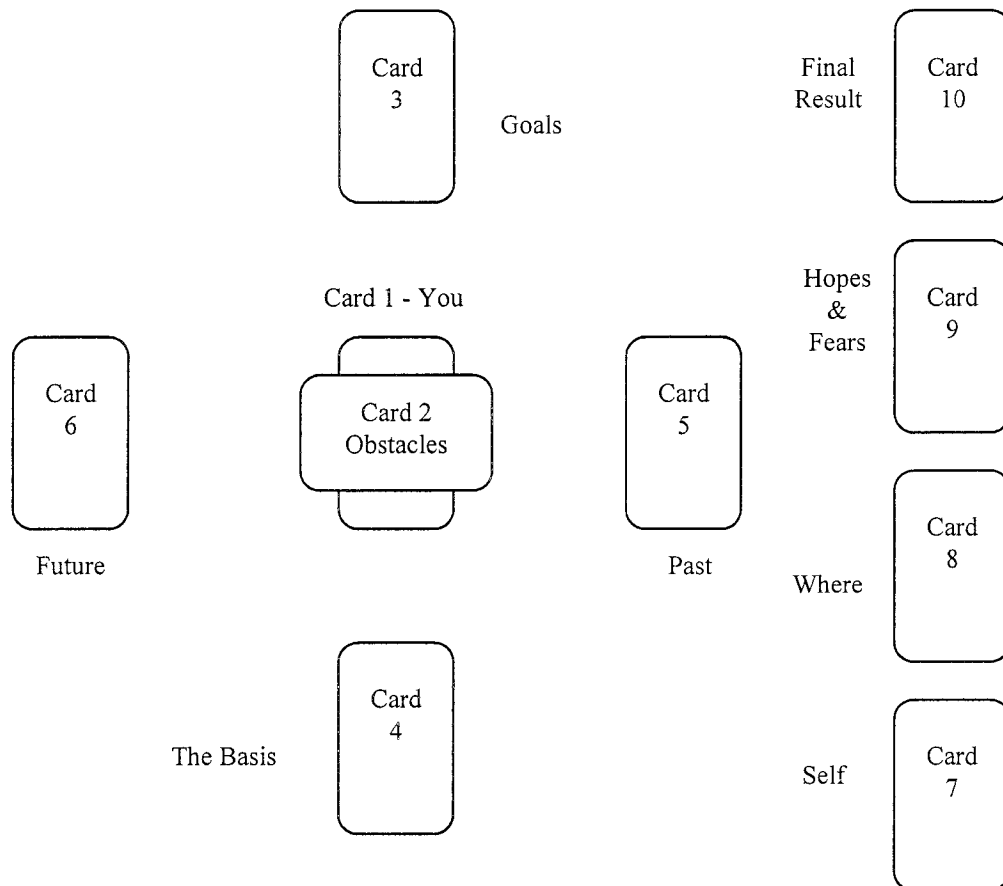 Card
3
Goals
Final
Result
Card
10
Card 1 - You
Hopes
&
Fears
Card
9
Card
6
Card 2
Obstacles
Card
5
Future
Past
Where
Card
8
The Basis
Card
4
Self
Card
7